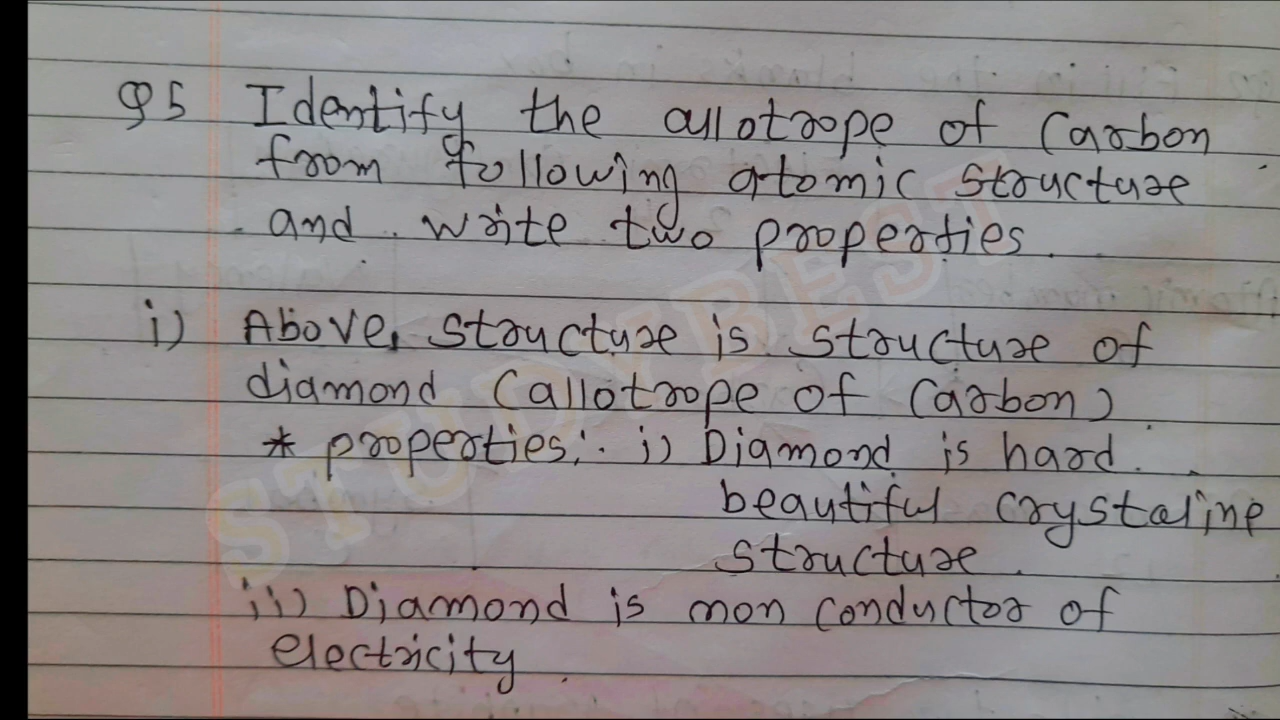 Q5 Identify the allotrope of Carbon
from following atomic structure
and write two properties.
i) Above, structure is structure of
diamond (allotrope of Carbon)
* properties:- i) Diamond is hard
beautiful crystaline
structure.
ii) Diamond is non conductor of
electricity.
STUDYBEST